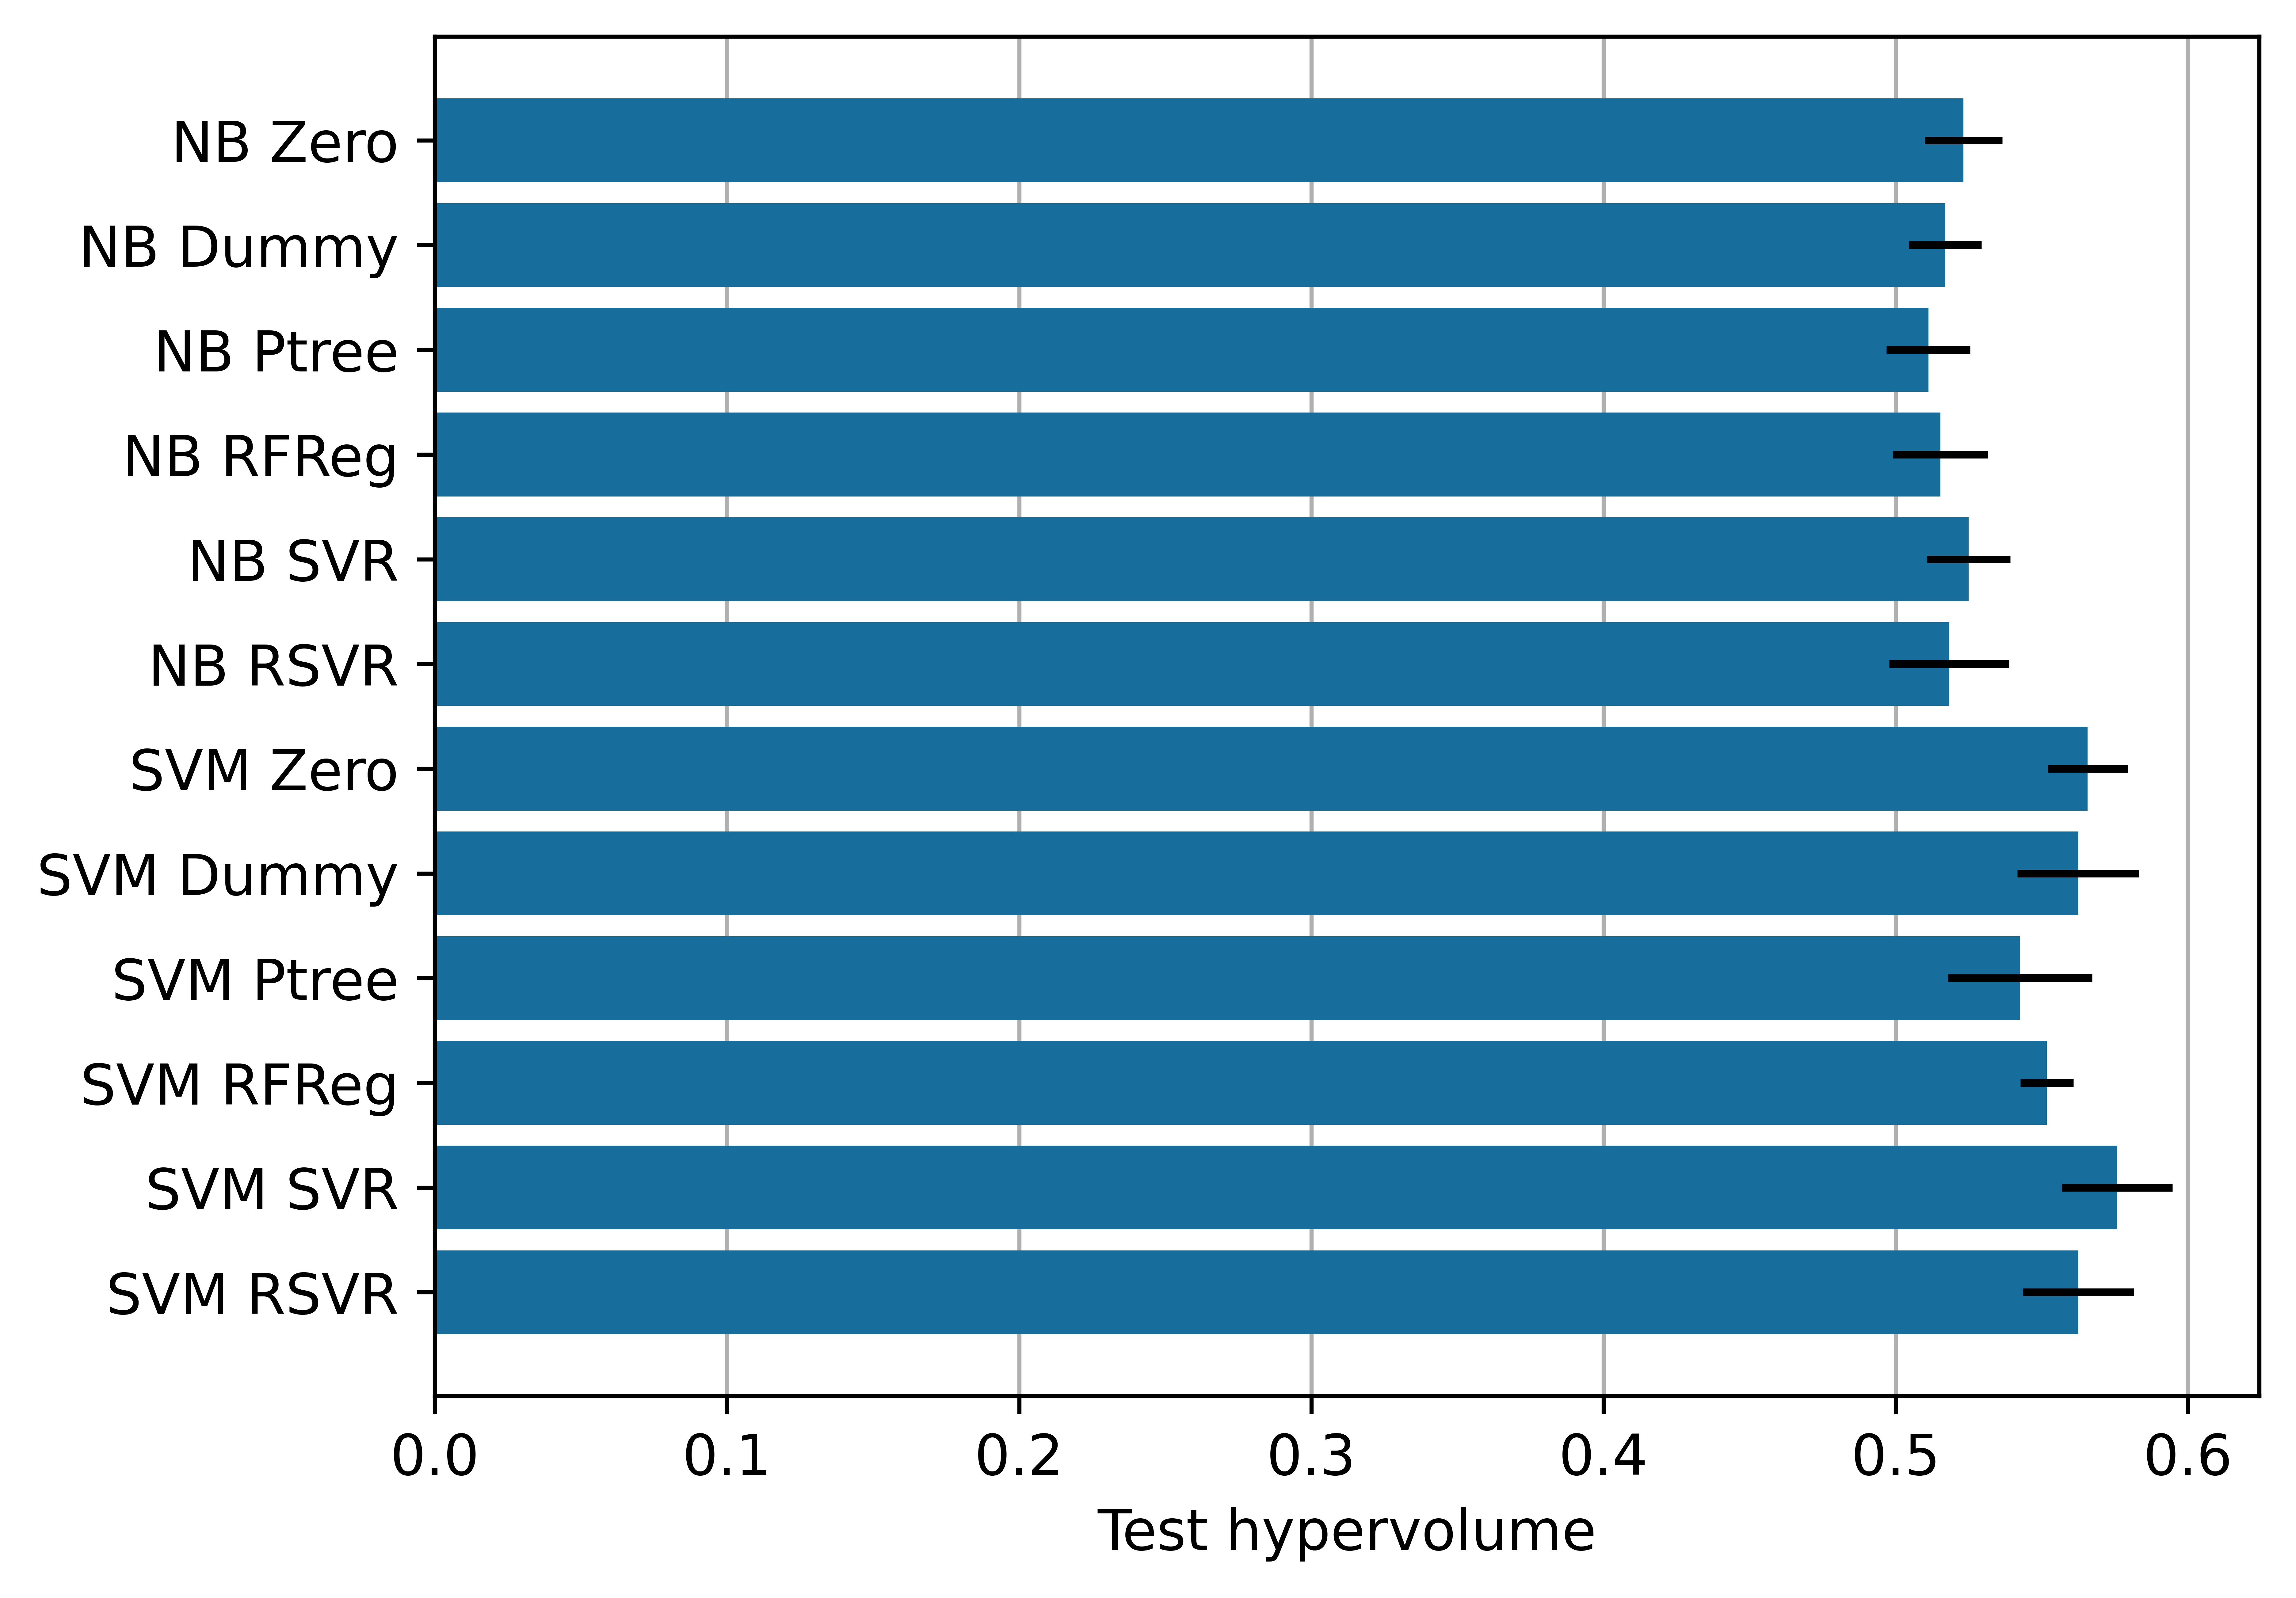 NB Zero
NB Dummy
NB Ptree
NB RFReg
NB SVR
NB RSVR
SVM Zero
SVM Dummy
SVM Ptree
SVM RFReg
SVM SVR
SVM RSVR
0.0 0.1 0.2 0.3 0.4 0.5 0.6
Test hypervolume